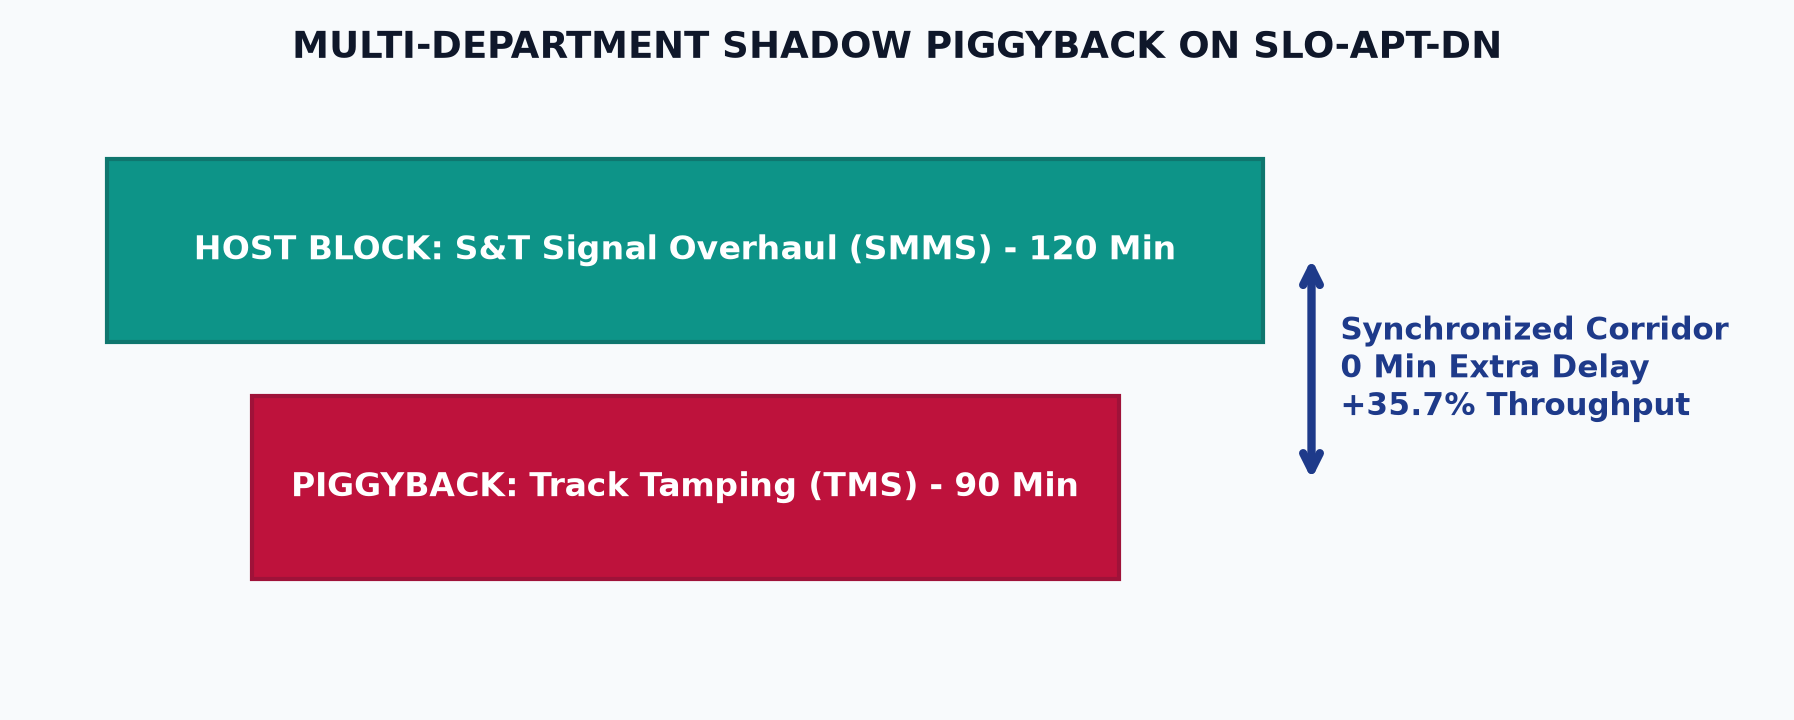 MULTI-DEPARTMENT SHADOW PIGGYBACK ON SLO-APT-DN
HOST BLOCK: S&T Signal Overhaul (SMMS) - 120 Min
Synchronized Corridor
0 Min Extra Delay
+35.7% Throughput
PIGGYBACK: Track Tamping (TMS) - 90 Min